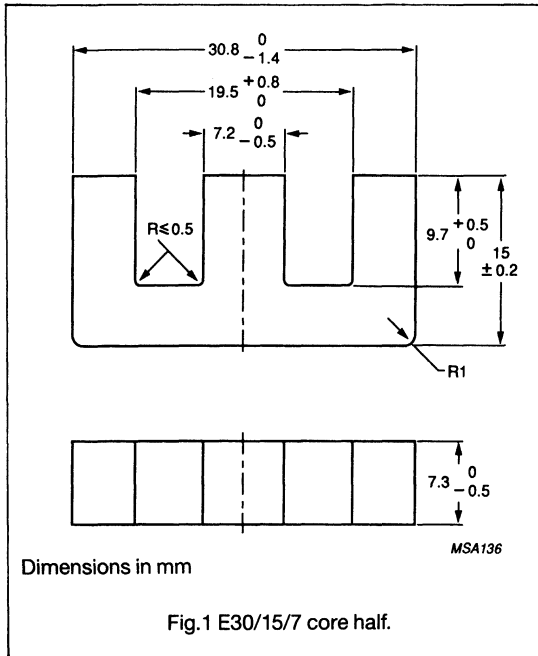 30.8 0 -1.4
19.5 +0.8 0
7.2 0 -0.5
R≤0.5
9.7 +0.5 0
15 ±0.2
R1
7.3 0 -0.5
MSA136
Dimensions in mm
Fig.1 E30/15/7 core half.